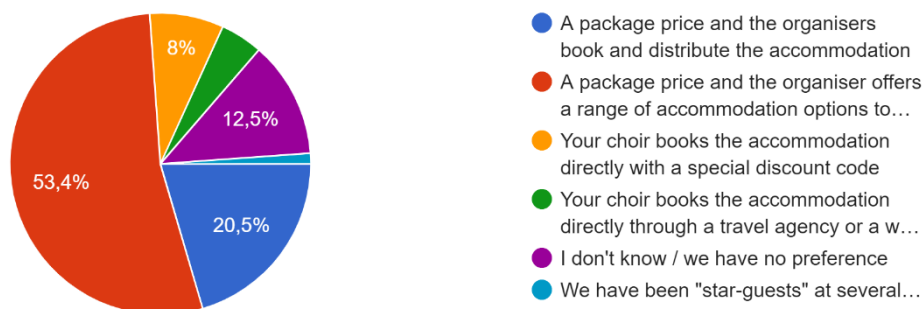 8%
12,5%
53,4%
20,5%
A package price and the organisers
book and distribute the accommodation
A package price and the organiser offers
a range of accommodation options to…
Your choir books the accommodation
directly with a special discount code
Your choir books the accommodation
directly through a travel agency or a w…
I don't know / we have no preference
We have been "star-guests" at several…